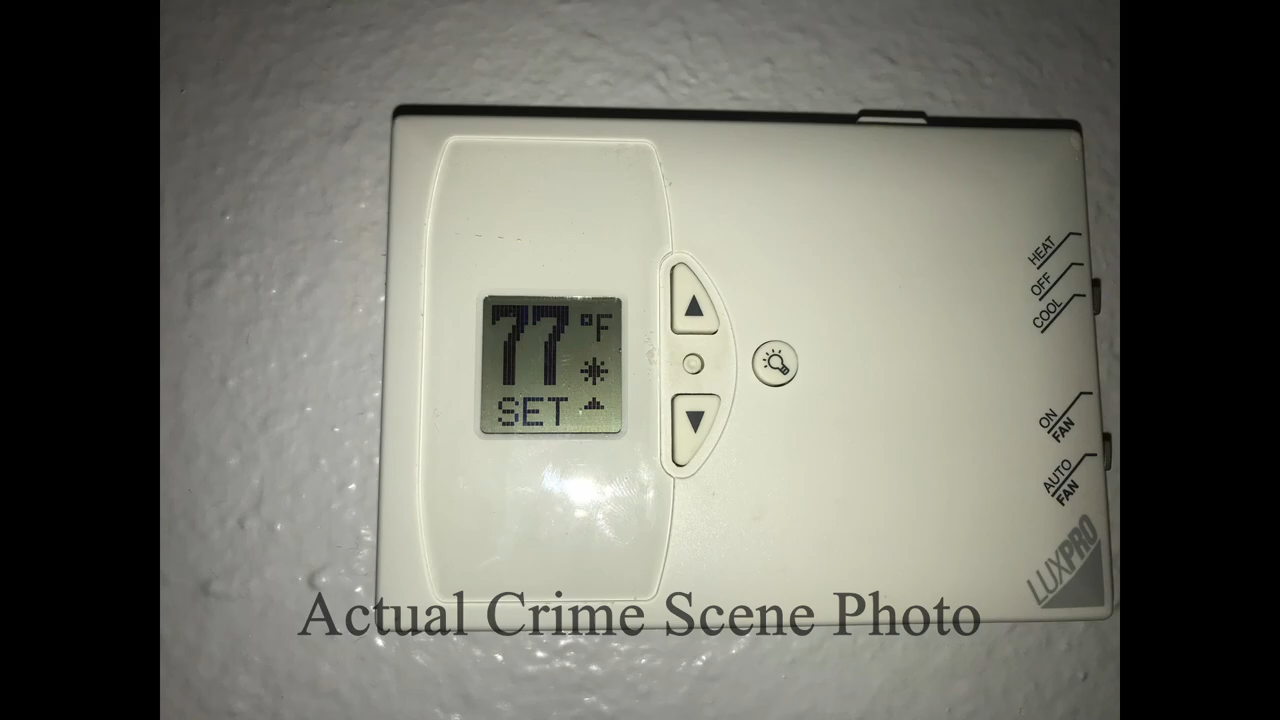 77 °F
SET
HEAT
OFF
COOL
ON
FAN
AUTO
FAN
LUXPRO
Actual Crime Scene Photo